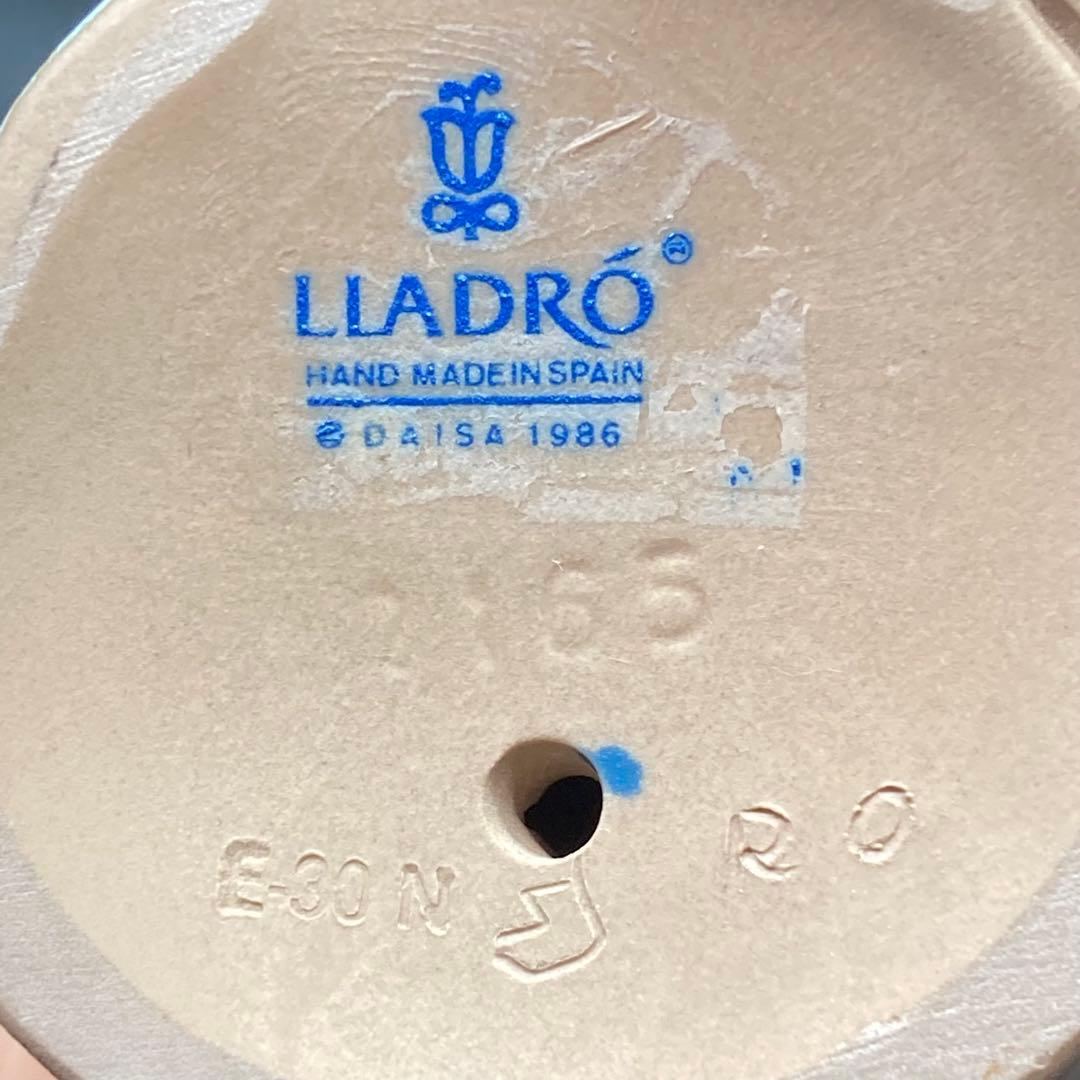 LLADRÓ®
HAND MADE IN SPAIN
© DAISA 1986
E-30 N
R O